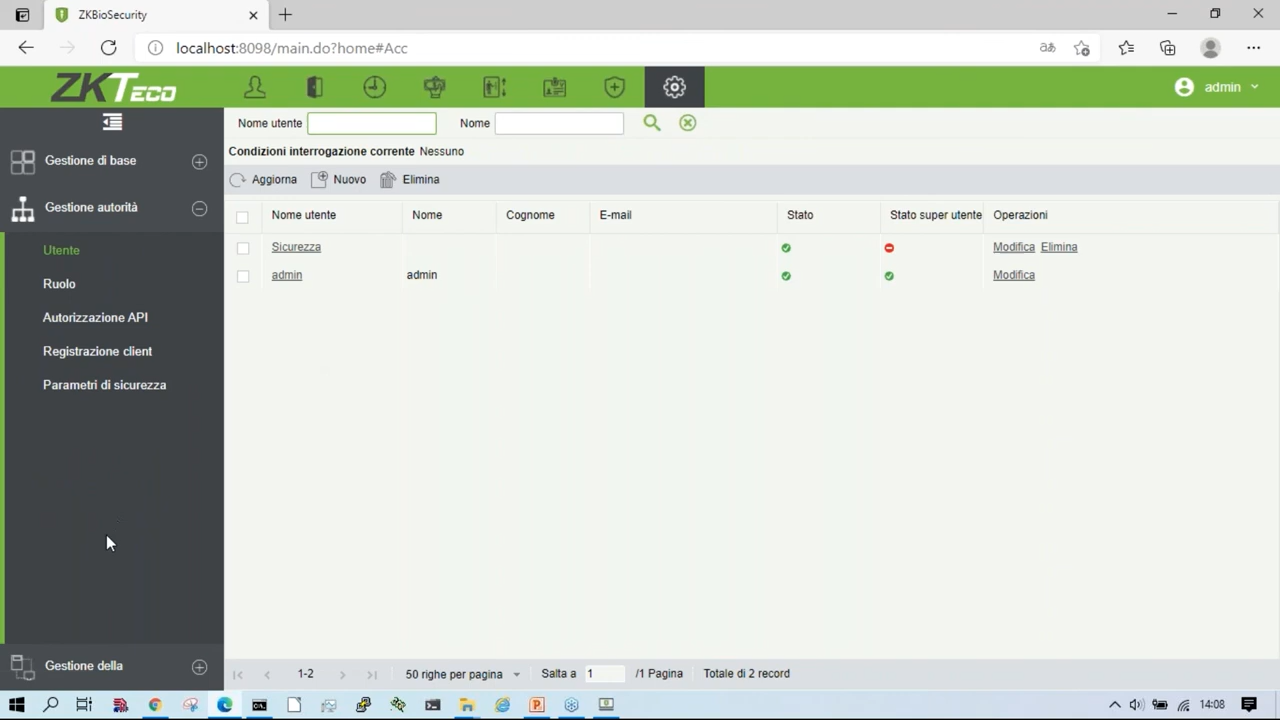 ZKBioSecurity
localhost:8098/main.do?home#Acc
ZKTeco
admin
Nome utente
Nome
Condizioni interrogazione corrente Nessuno
Aggiorna
Nuovo
Elimina
Gestione di base
Gestione autorità
Utente
Ruolo
Autorizzazione API
Registrazione client
Parametri di sicurezza
Gestione della
Nome utente Nome Cognome E-mail Stato Stato super utente Operazioni
Sicurezza Modifica Elimina
admin admin Modifica
1-2 50 righe per pagina Salta a 1 /1 Pagina Totale di 2 record
14:08